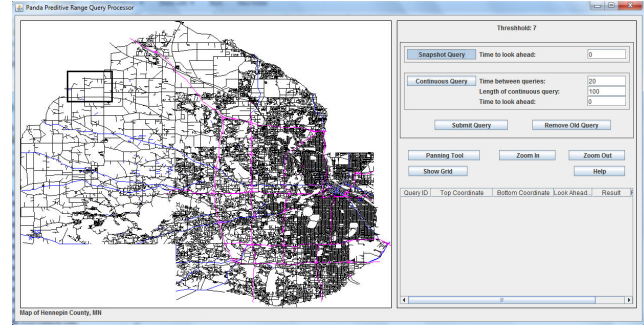 Panda Preditive Range Query Processor
Threshhold: 7
Snapshot Query Time to look ahead: 0
Continuous Query Time between queries: 20
Length of continuous query: 100
Time to look ahead: 0
Submit Query Remove Old Query
Panning Tool Zoom In Zoom Out
Show Grid Help
Query ID Top Coordinate Bottom Coordinate Look Ahead... Result
Map of Hennepin County, MN